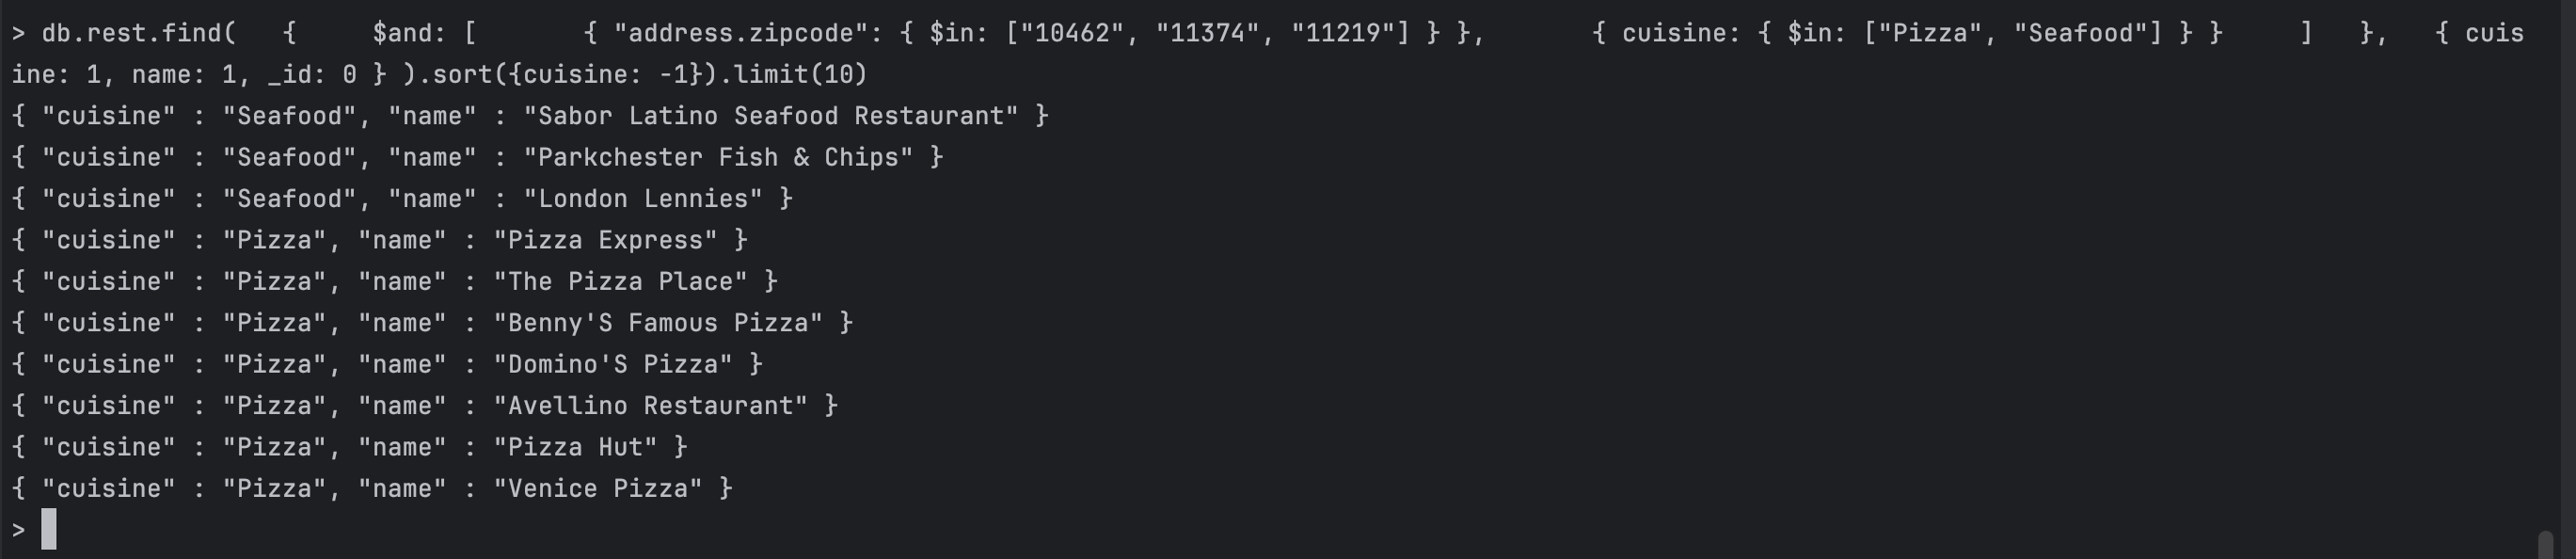 > db.rest.find(   {     $and: [       { "address.zipcode": { $in: ["10462", "11374", "11219"] } },       { cuisine: { $in: ["Pizza", "Seafood"] } }     ]   },   { cuis
ine: 1, name: 1, _id: 0 } ).sort({cuisine: -1}).limit(10)
{ "cuisine" : "Seafood", "name" : "Sabor Latino Seafood Restaurant" }
{ "cuisine" : "Seafood", "name" : "Parkchester Fish & Chips" }
{ "cuisine" : "Seafood", "name" : "London Lennies" }
{ "cuisine" : "Pizza", "name" : "Pizza Express" }
{ "cuisine" : "Pizza", "name" : "The Pizza Place" }
{ "cuisine" : "Pizza", "name" : "Benny'S Famous Pizza" }
{ "cuisine" : "Pizza", "name" : "Domino'S Pizza" }
{ "cuisine" : "Pizza", "name" : "Avellino Restaurant" }
{ "cuisine" : "Pizza", "name" : "Pizza Hut" }
{ "cuisine" : "Pizza", "name" : "Venice Pizza" }
>